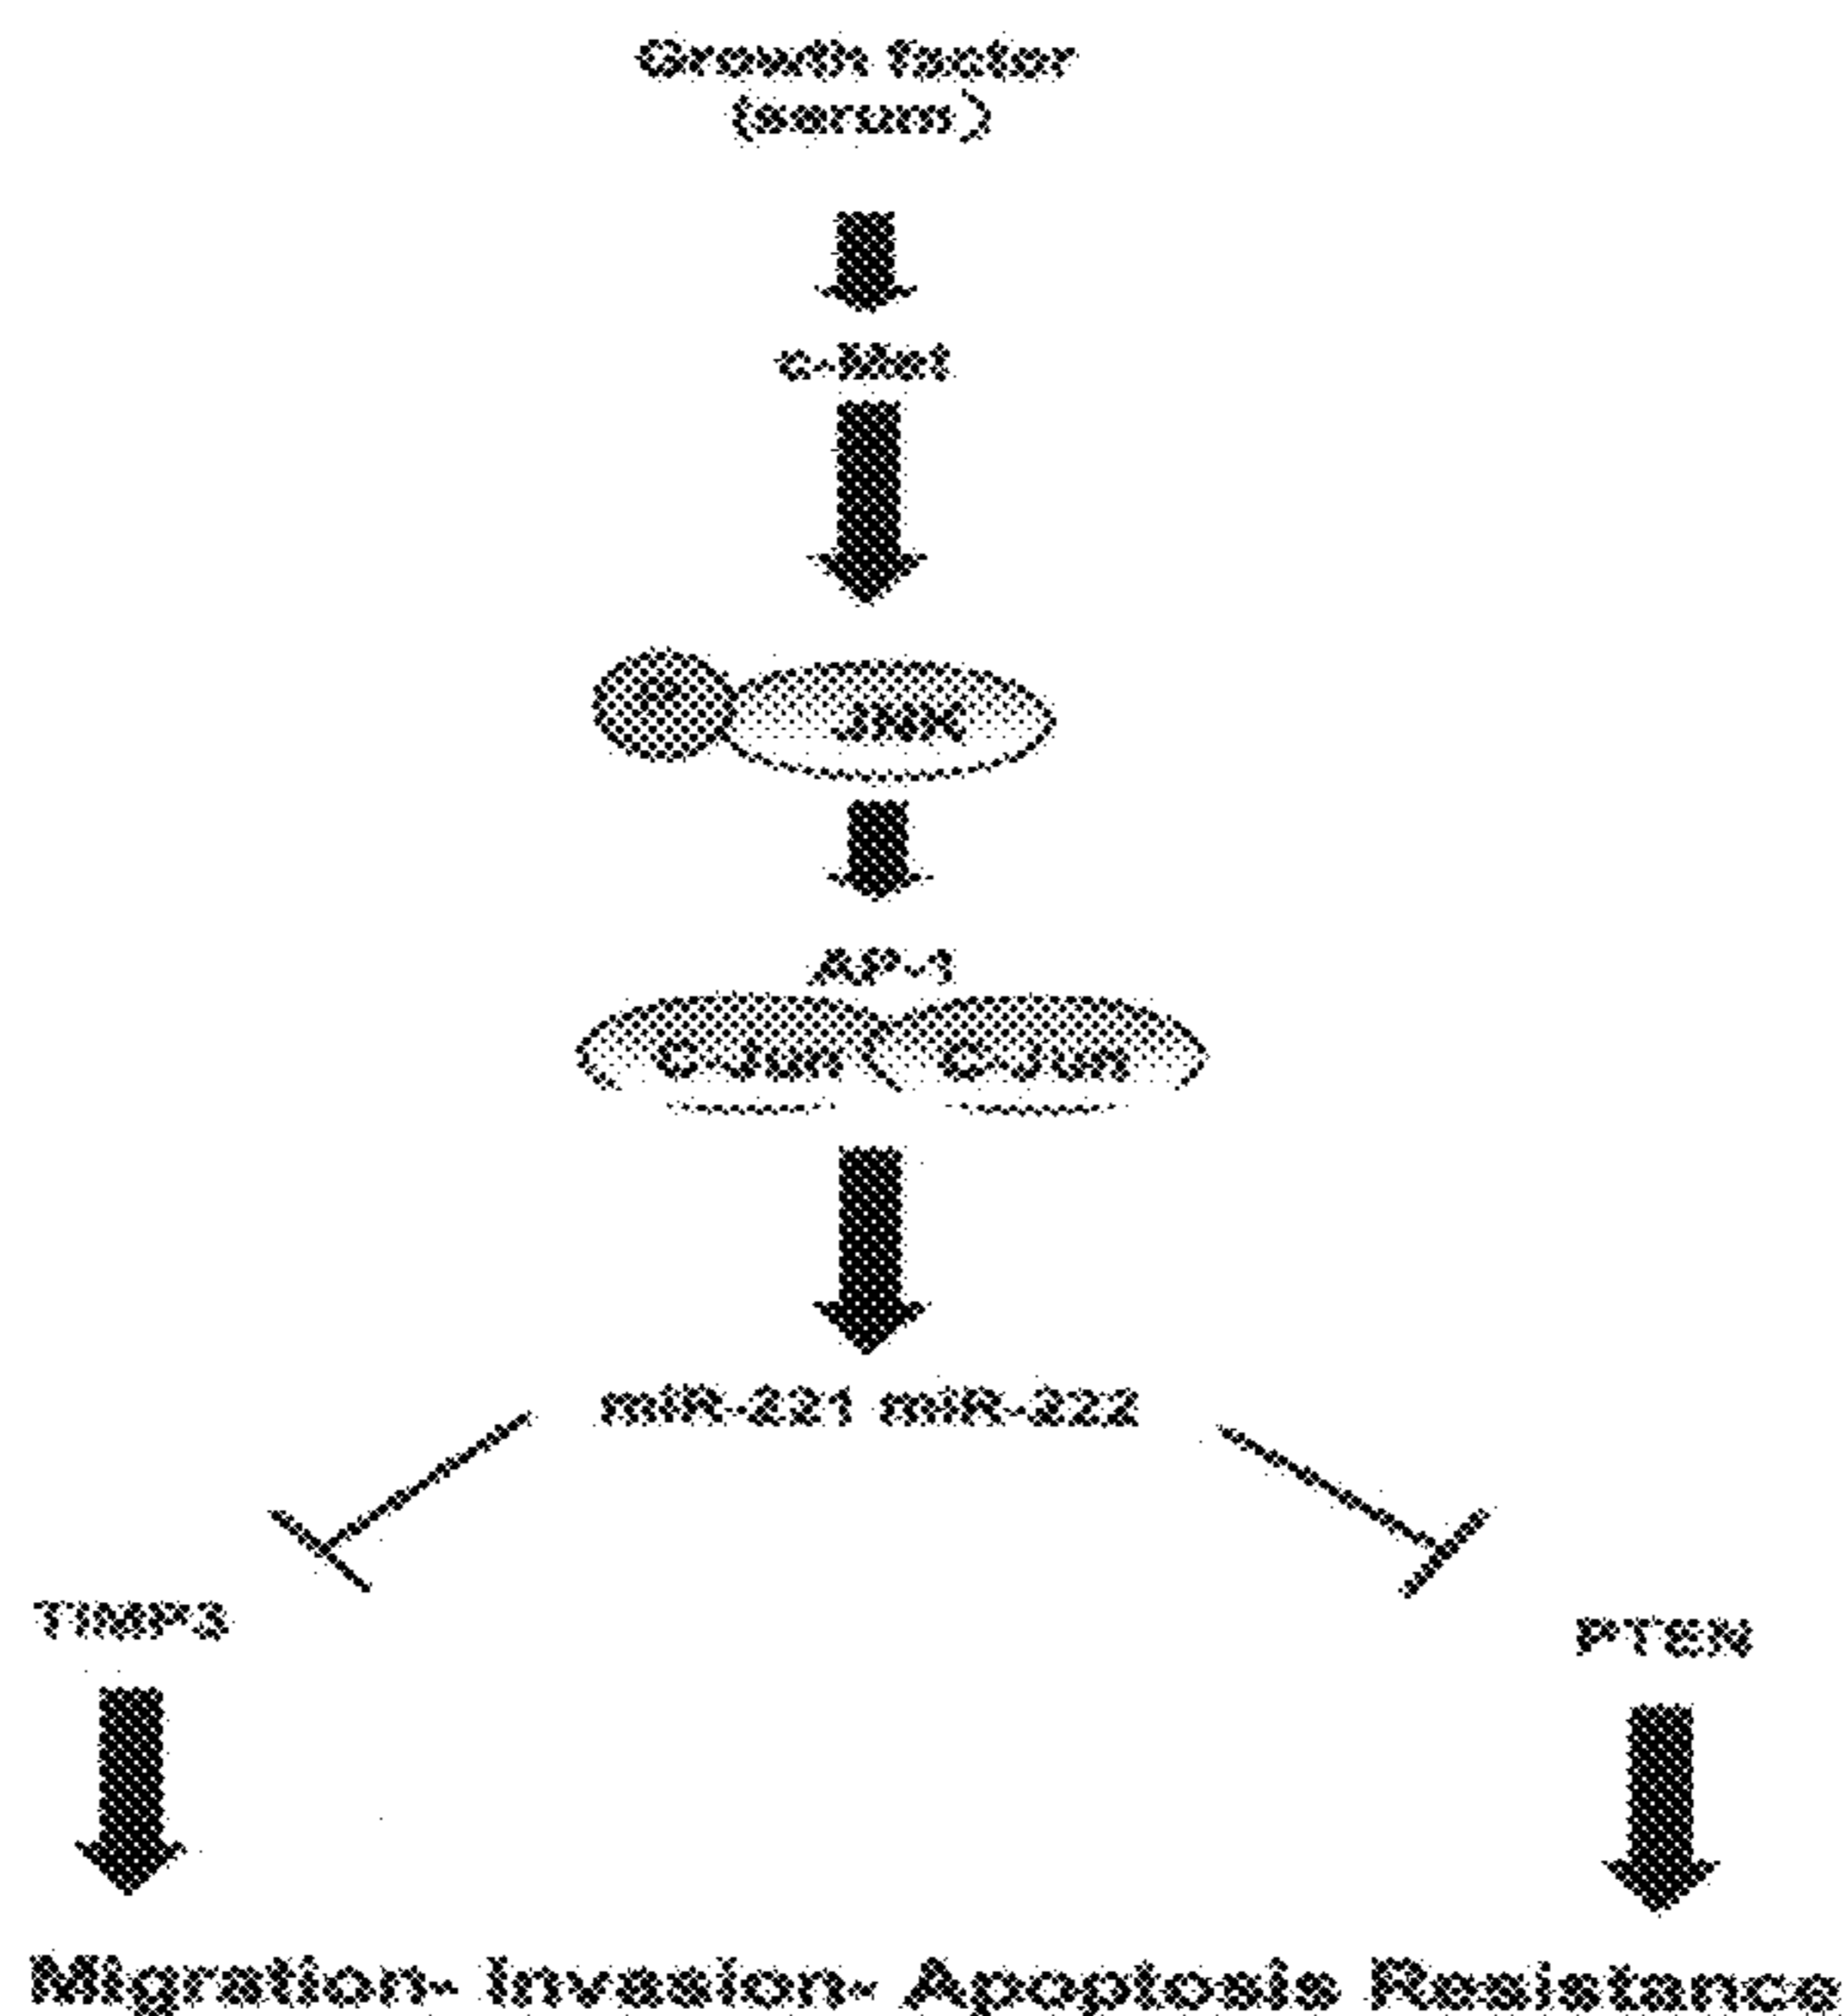 Growth factor
(serum)
c-Met
JNK
AP-1
C-Jun C-Jun
miR-221 miR-222
TIMP3
PTEN
Migration- Invasion- Apoptosis Resistance